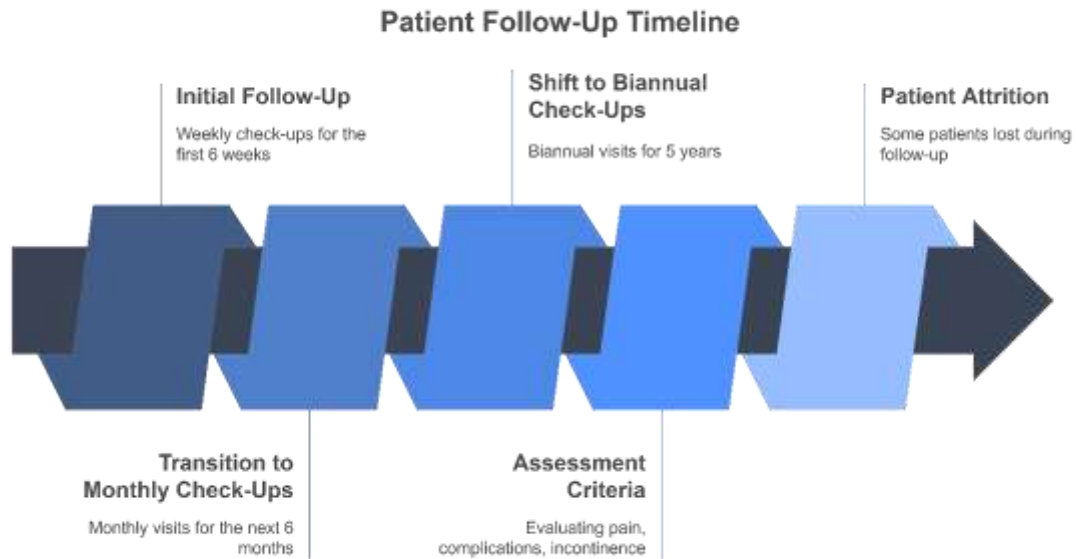 Patient Follow-Up Timeline
Initial Follow-Up
Weekly check-ups for the
first 6 weeks
Shift to Biannual
Check-Ups
Biannual visits for 5 years
Patient Attrition
Some patients lost during
follow-up
Transition to
Monthly Check-Ups
Monthly visits for the next 6
months
Assessment
Criteria
Evaluating pain,
complications, incontinence